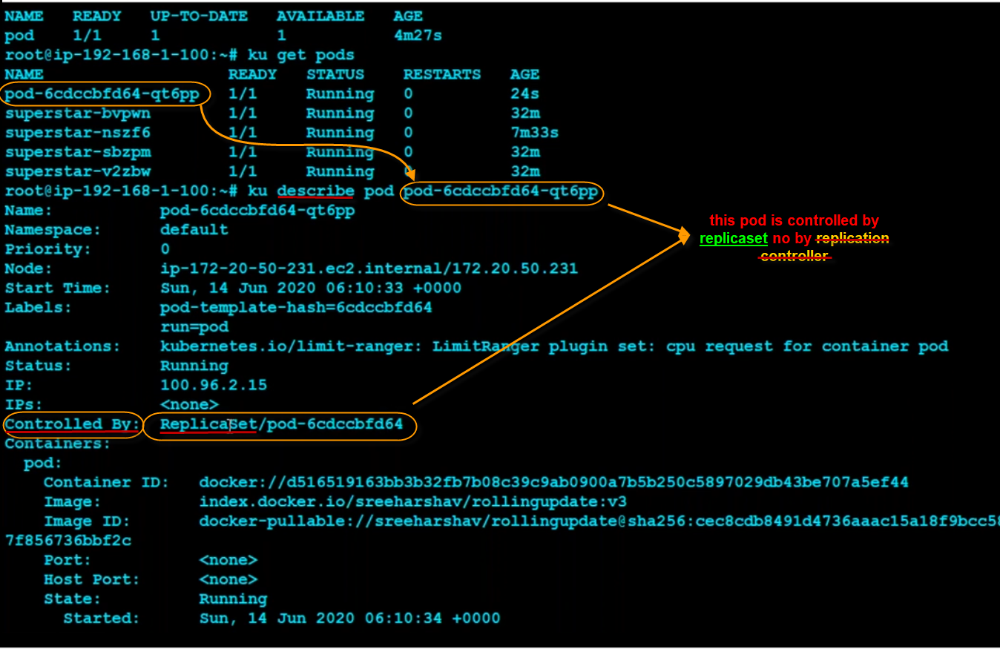 NAME READY UP-TO-DATE AVAILABLE AGE
pod 1/1 1 1 4m27s
root@ip-192-168-1-100:~# ku get pods
NAME READY STATUS RESTARTS AGE
pod-6cdccbfd64-qt6pp 1/1 Running 0 24s
superstar-bvpwn 1/1 Running 0 32m
superstar-nszf6 1/1 Running 0 7m33s
superstar-sbzpm 1/1 Running 0 32m
superstar-v2zbw 1/1 Running 0 32m
root@ip-192-168-1-100:~# ku describe pod pod-6cdccbfd64-qt6pp
Name: pod-6cdccbfd64-qt6pp
Namespace: default
Priority: 0
Node: ip-172-20-50-231.ec2.internal/172.20.50.231
Start Time: Sun, 14 Jun 2020 06:10:33 +0000
Labels: pod-template-hash=6cdccbfd64
run=pod
Annotations: kubernetes.io/limit-ranger: LimitRanger plugin set: cpu request for container pod
Status: Running
IP: 100.96.2.15
IPs: <none>
Controlled By: ReplicaSet/pod-6cdccbfd64
Containers:
pod:
Container ID: docker://d516519163bb3b32fb7b08c39c9ab0900a7b5b250c5897029db43be707a5ef44
Image: index.docker.io/sreeharshav/rollingupdate:v3
Image ID: docker-pullable://sreeharshav/rollingupdate@sha256:cec8cdb8491d4736aaac15a18f9bcc58
7f856736bbf2c
Port: <none>
Host Port: <none>
State: Running
Started: Sun, 14 Jun 2020 06:10:34 +0000
this pod is controlled by
replicaset no by replication
controller